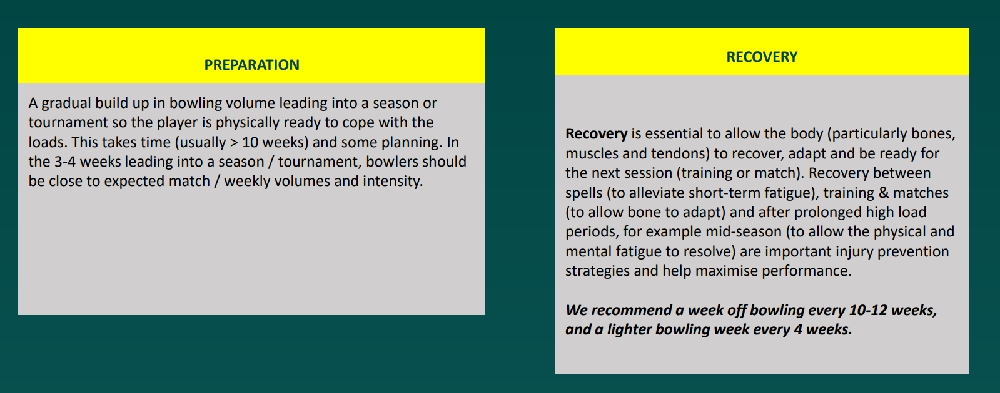 PREPARATION
A gradual build up in bowling volume leading into a season or
tournament so the player is physically ready to cope with the
loads. This takes time (usually > 10 weeks) and some planning. In
the 3-4 weeks leading into a season / tournament, bowlers should
be close to expected match / weekly volumes and intensity.
RECOVERY
Recovery is essential to allow the body (particularly bones,
muscles and tendons) to recover, adapt and be ready for
the next session (training or match). Recovery between
spells (to alleviate short-term fatigue), training & matches
(to allow bone to adapt) and after prolonged high load
periods, for example mid-season (to allow the physical and
mental fatigue to resolve) are important injury prevention
strategies and help maximise performance.
We recommend a week off bowling every 10-12 weeks,
and a lighter bowling week every 4 weeks.